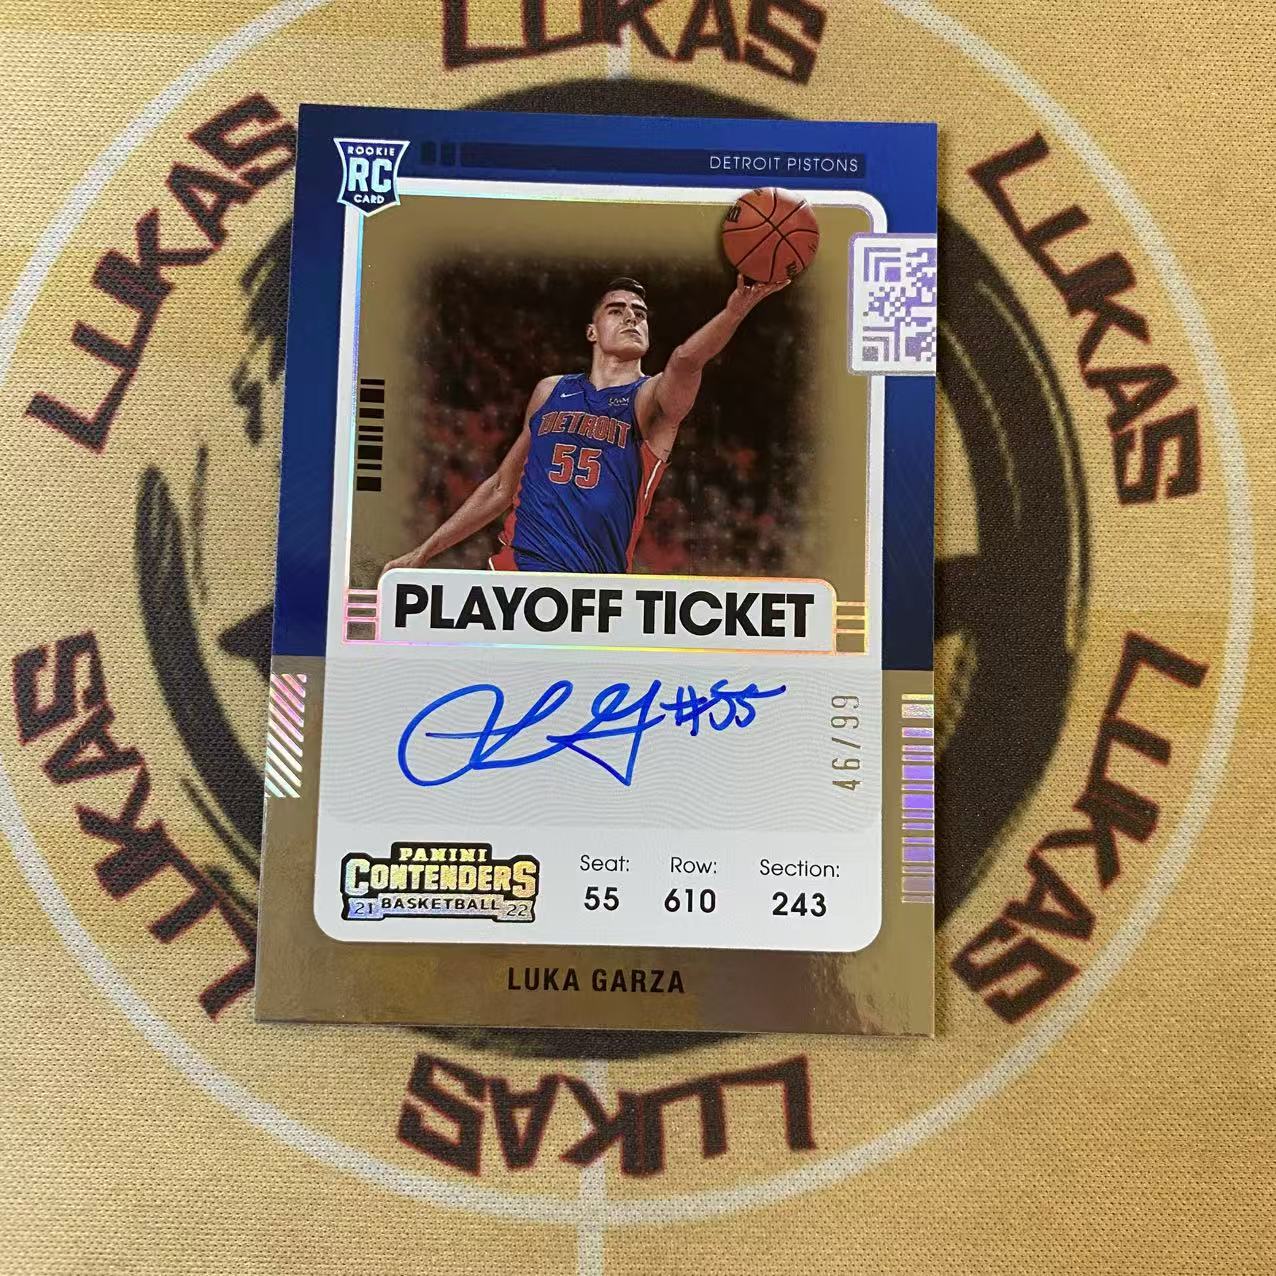 LUKAS
LUKAS
LUKAS
ROOKIE
RC
CARD
DETROIT PISTONS
DETROIT
55
PLAYOFF TICKET
#55
46/99
PANINI
CONTENDERS
21 BASKETBALL 22
Seat: Row: Section:
55 610 243
LUKA GARZA
LUKAS
LUKAS
LUKAS